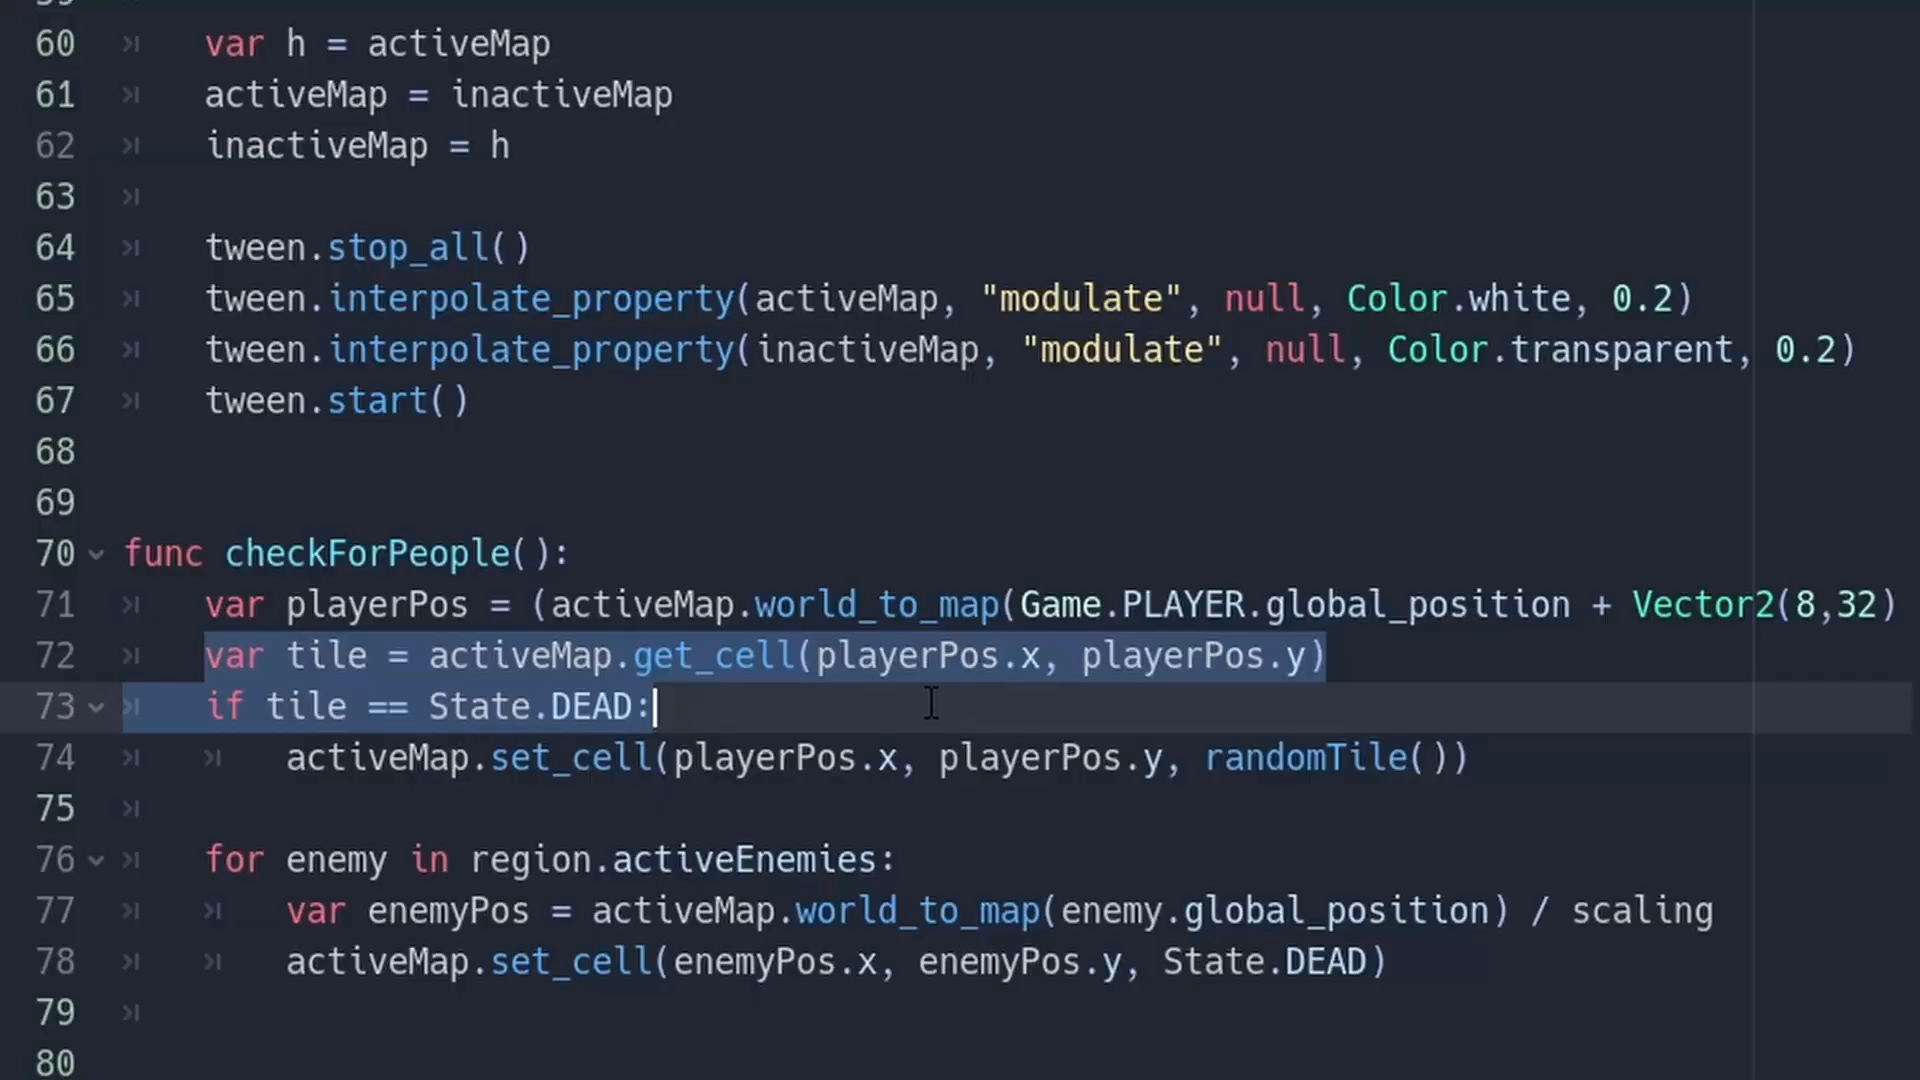 60 var h = activeMap
61 activeMap = inactiveMap
62 inactiveMap = h
63
64 tween.stop_all()
65 tween.interpolate_property(activeMap, "modulate", null, Color.white, 0.2)
66 tween.interpolate_property(inactiveMap, "modulate", null, Color.transparent, 0.2)
67 tween.start()
68
69
70 func checkForPeople():
71 var playerPos = (activeMap.world_to_map(Game.PLAYER.global_position + Vector2(8,32)
72 var tile = activeMap.get_cell(playerPos.x, playerPos.y)
73 if tile == State.DEAD:
74 activeMap.set_cell(playerPos.x, playerPos.y, randomTile())
75
76 for enemy in region.activeEnemies:
77 var enemyPos = activeMap.world_to_map(enemy.global_position) / scaling
78 activeMap.set_cell(enemyPos.x, enemyPos.y, State.DEAD)
79
80